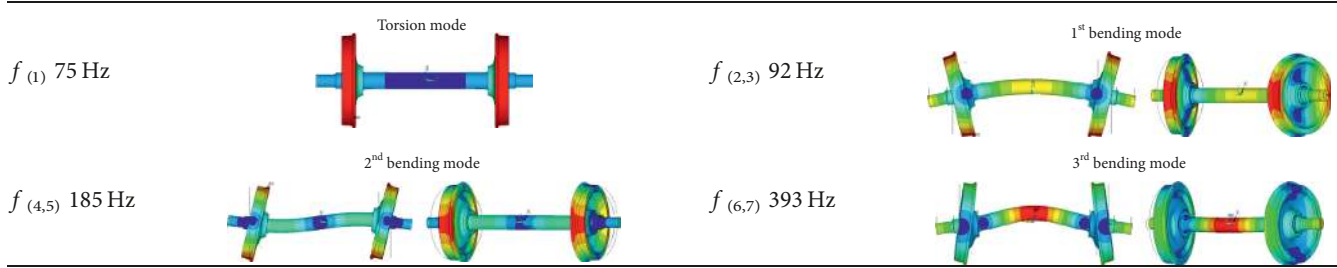 Torsion mode
f (1) 75 Hz
1st bending mode
f (2,3) 92 Hz
2nd bending mode
f (4,5) 185 Hz
3rd bending mode
f (6,7) 393 Hz